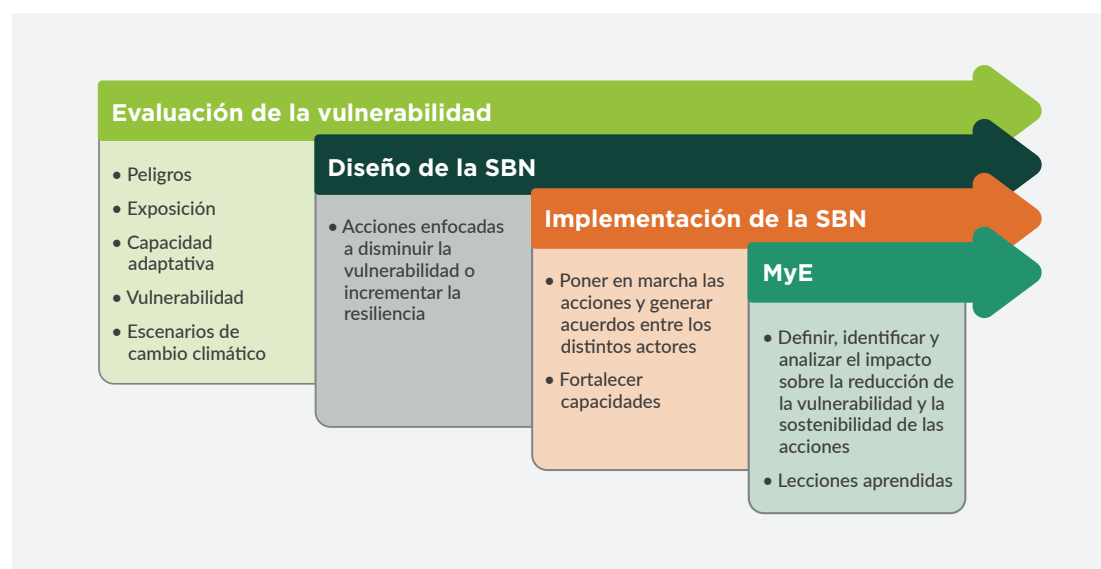 Evaluación de la vulnerabilidad
• Peligros
• Exposición
• Capacidad
adaptativa
• Vulnerabilidad
• Escenarios de
cambio climático
Diseño de la SBN
• Acciones enfocadas
a disminuir la
vulnerabilidad o
incrementar la
resiliencia
Implementación de la SBN
• Poner en marcha las
acciones y generar
acuerdos entre los
distintos actores
• Fortalecer
capacidades
MyE
• Definir, identificar y
analizar el impacto
sobre la reducción de
la vulnerabilidad y la
sostenibilidad de las
acciones
• Lecciones aprendidas